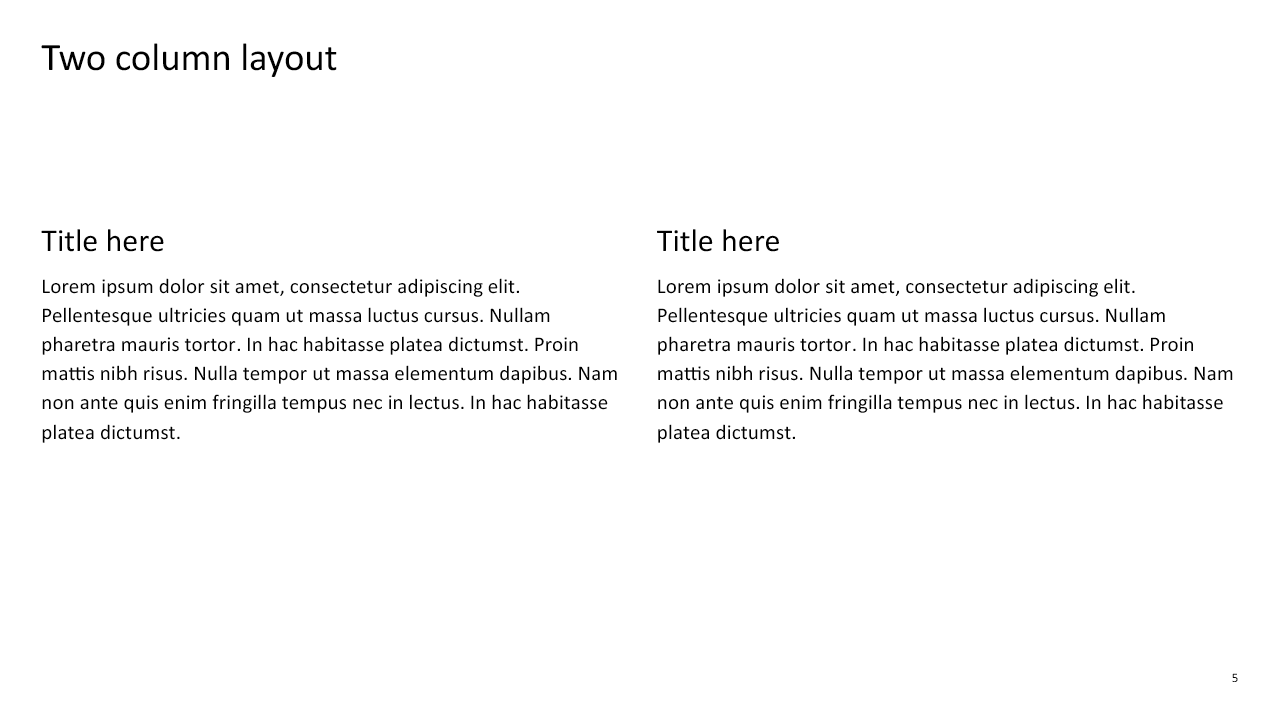 Two column layout
Title here
Lorem ipsum dolor sit amet, consectetur adipiscing elit.
Pellentesque ultricies quam ut massa luctus cursus. Nullam
pharetra mauris tortor. In hac habitasse platea dictumst. Proin
mattis nibh risus. Nulla tempor ut massa elementum dapibus. Nam
non ante quis enim fringilla tempus nec in lectus. In hac habitasse
platea dictumst.
Title here
Lorem ipsum dolor sit amet, consectetur adipiscing elit.
Pellentesque ultricies quam ut massa luctus cursus. Nullam
pharetra mauris tortor. In hac habitasse platea dictumst. Proin
mattis nibh risus. Nulla tempor ut massa elementum dapibus. Nam
non ante quis enim fringilla tempus nec in lectus. In hac habitasse
platea dictumst.
5